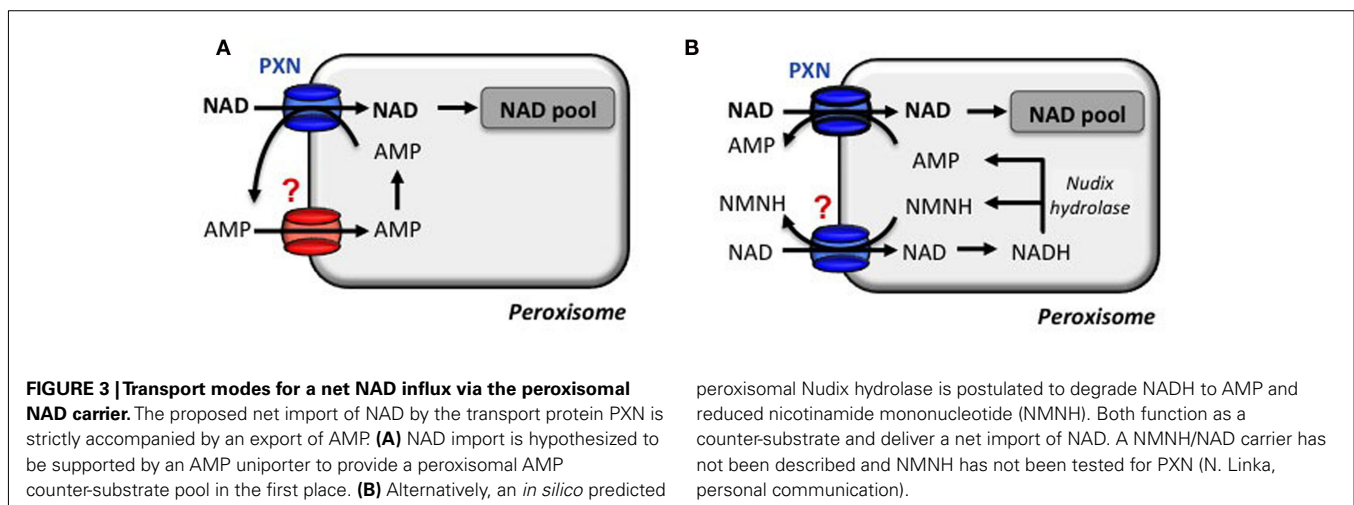 A
PXN
NAD
NAD
NAD pool
AMP
?
AMP
AMP
Peroxisome
B
PXN
NAD
NAD
NAD pool
AMP
AMP
Nudix
hydrolase
NMNH
?
NMNH
NAD
NAD
NADH
Peroxisome
FIGURE 3 | Transport modes for a net NAD influx via the peroxisomal
NAD carrier. The proposed net import of NAD by the transport protein PXN is
strictly accompanied by an export of AMP. (A) NAD import is hypothesized to
be supported by an AMP uniporter to provide a peroxisomal AMP
counter-substrate pool in the first place. (B) Alternatively, an in silico predicted
peroxisomal Nudix hydrolase is postulated to degrade NADH to AMP and
reduced nicotinamide mononucleotide (NMNH). Both function as a
counter-substrate and deliver a net import of NAD. A NMNH/NAD carrier has
not been described and NMNH has not been tested for PXN (N. Linka,
personal communication).